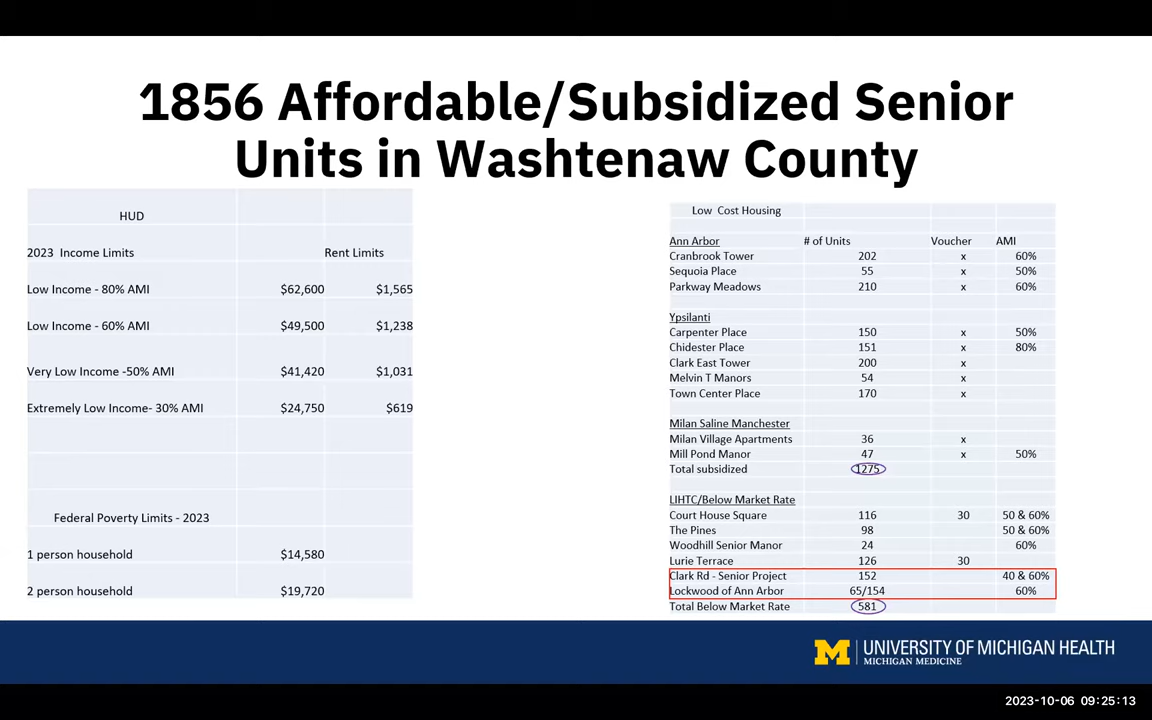 1856 Affordable/Subsidized Senior
Units in Washtenaw County
HUD
2023 Income Limits Rent Limits
Low Income - 80% AMI $62,600 $1,565
Low Income - 60% AMI $49,500 $1,238
Very Low Income -50% AMI $41,420 $1,031
Extremely Low Income- 30% AMI $24,750 $619
Federal Poverty Limits - 2023
1 person household $14,580
2 person household $19,720
Low Cost Housing
Ann Arbor # of Units Voucher AMI
Cranbrook Tower 202 x 60%
Sequoia Place 55 x 50%
Parkway Meadows 210 x 60%
Ypsilanti
Carpenter Place 150 x 50%
Chidester Place 151 x 80%
Clark East Tower 200 x
Melvin T Manors 54 x
Town Center Place 170 x
Milan Saline Manchester
Milan Village Apartments 36 x
Mill Pond Manor 47 x 50%
Total subsidized 1275
LIHTC/Below Market Rate
Court House Square 116 30 50 & 60%
The Pines 98 50 & 60%
Woodhill Senior Manor 24 60%
Lurie Terrace 126 30
Clark Rd - Senior Project 152 40 & 60%
Lockwood of Ann Arbor 65/154 60%
Total Below Market Rate 581
M UNIVERSITY OF MICHIGAN HEALTH
MICHIGAN MEDICINE
2023-10-06 09:25:13